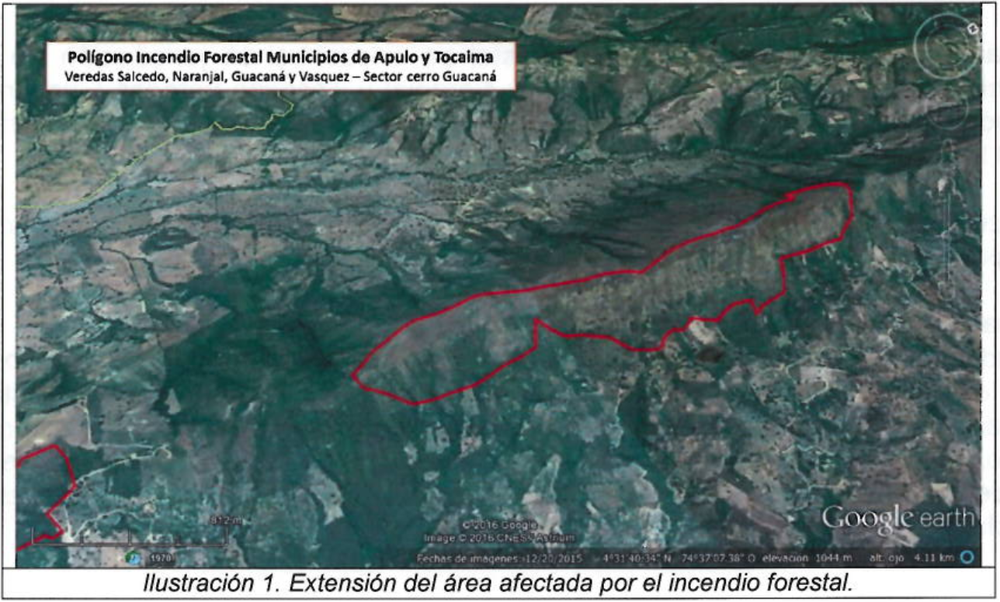 Polígono Incendio Forestal Municipios de Apulo y Tocaima
Veredas Salcedo, Naranjal, Guacaná y Vasquez – Sector cerro Guacaná
912 m
©2016 Google
Image © 2016 CNES / Astrium
Google earth
1970
Fechas de imágenes: 12/20/2015 4°31'40.34" N 74°37'07.38" O elevación 1044 m alt. ojo 4.11 km
Ilustración 1. Extensión del área afectada por el incendio forestal.